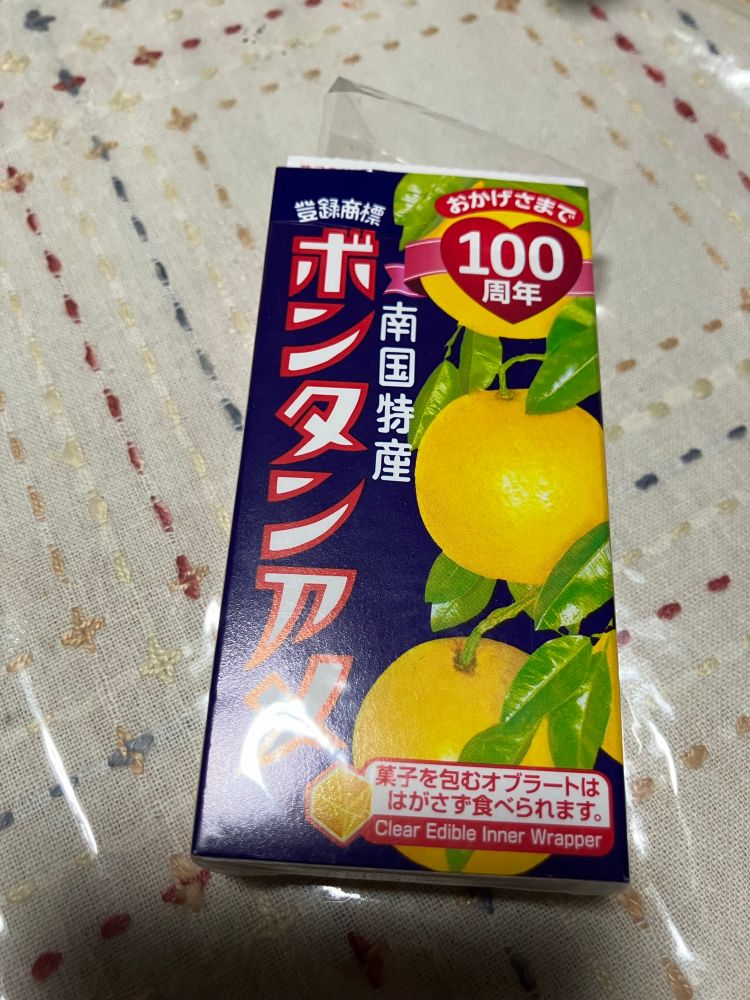 登録商標
ボンタンアメ
南国特産
おかげさまで
100
周年
菓子を包むオブラートは
はがさず食べられます。
Clear Edible Inner Wrapper